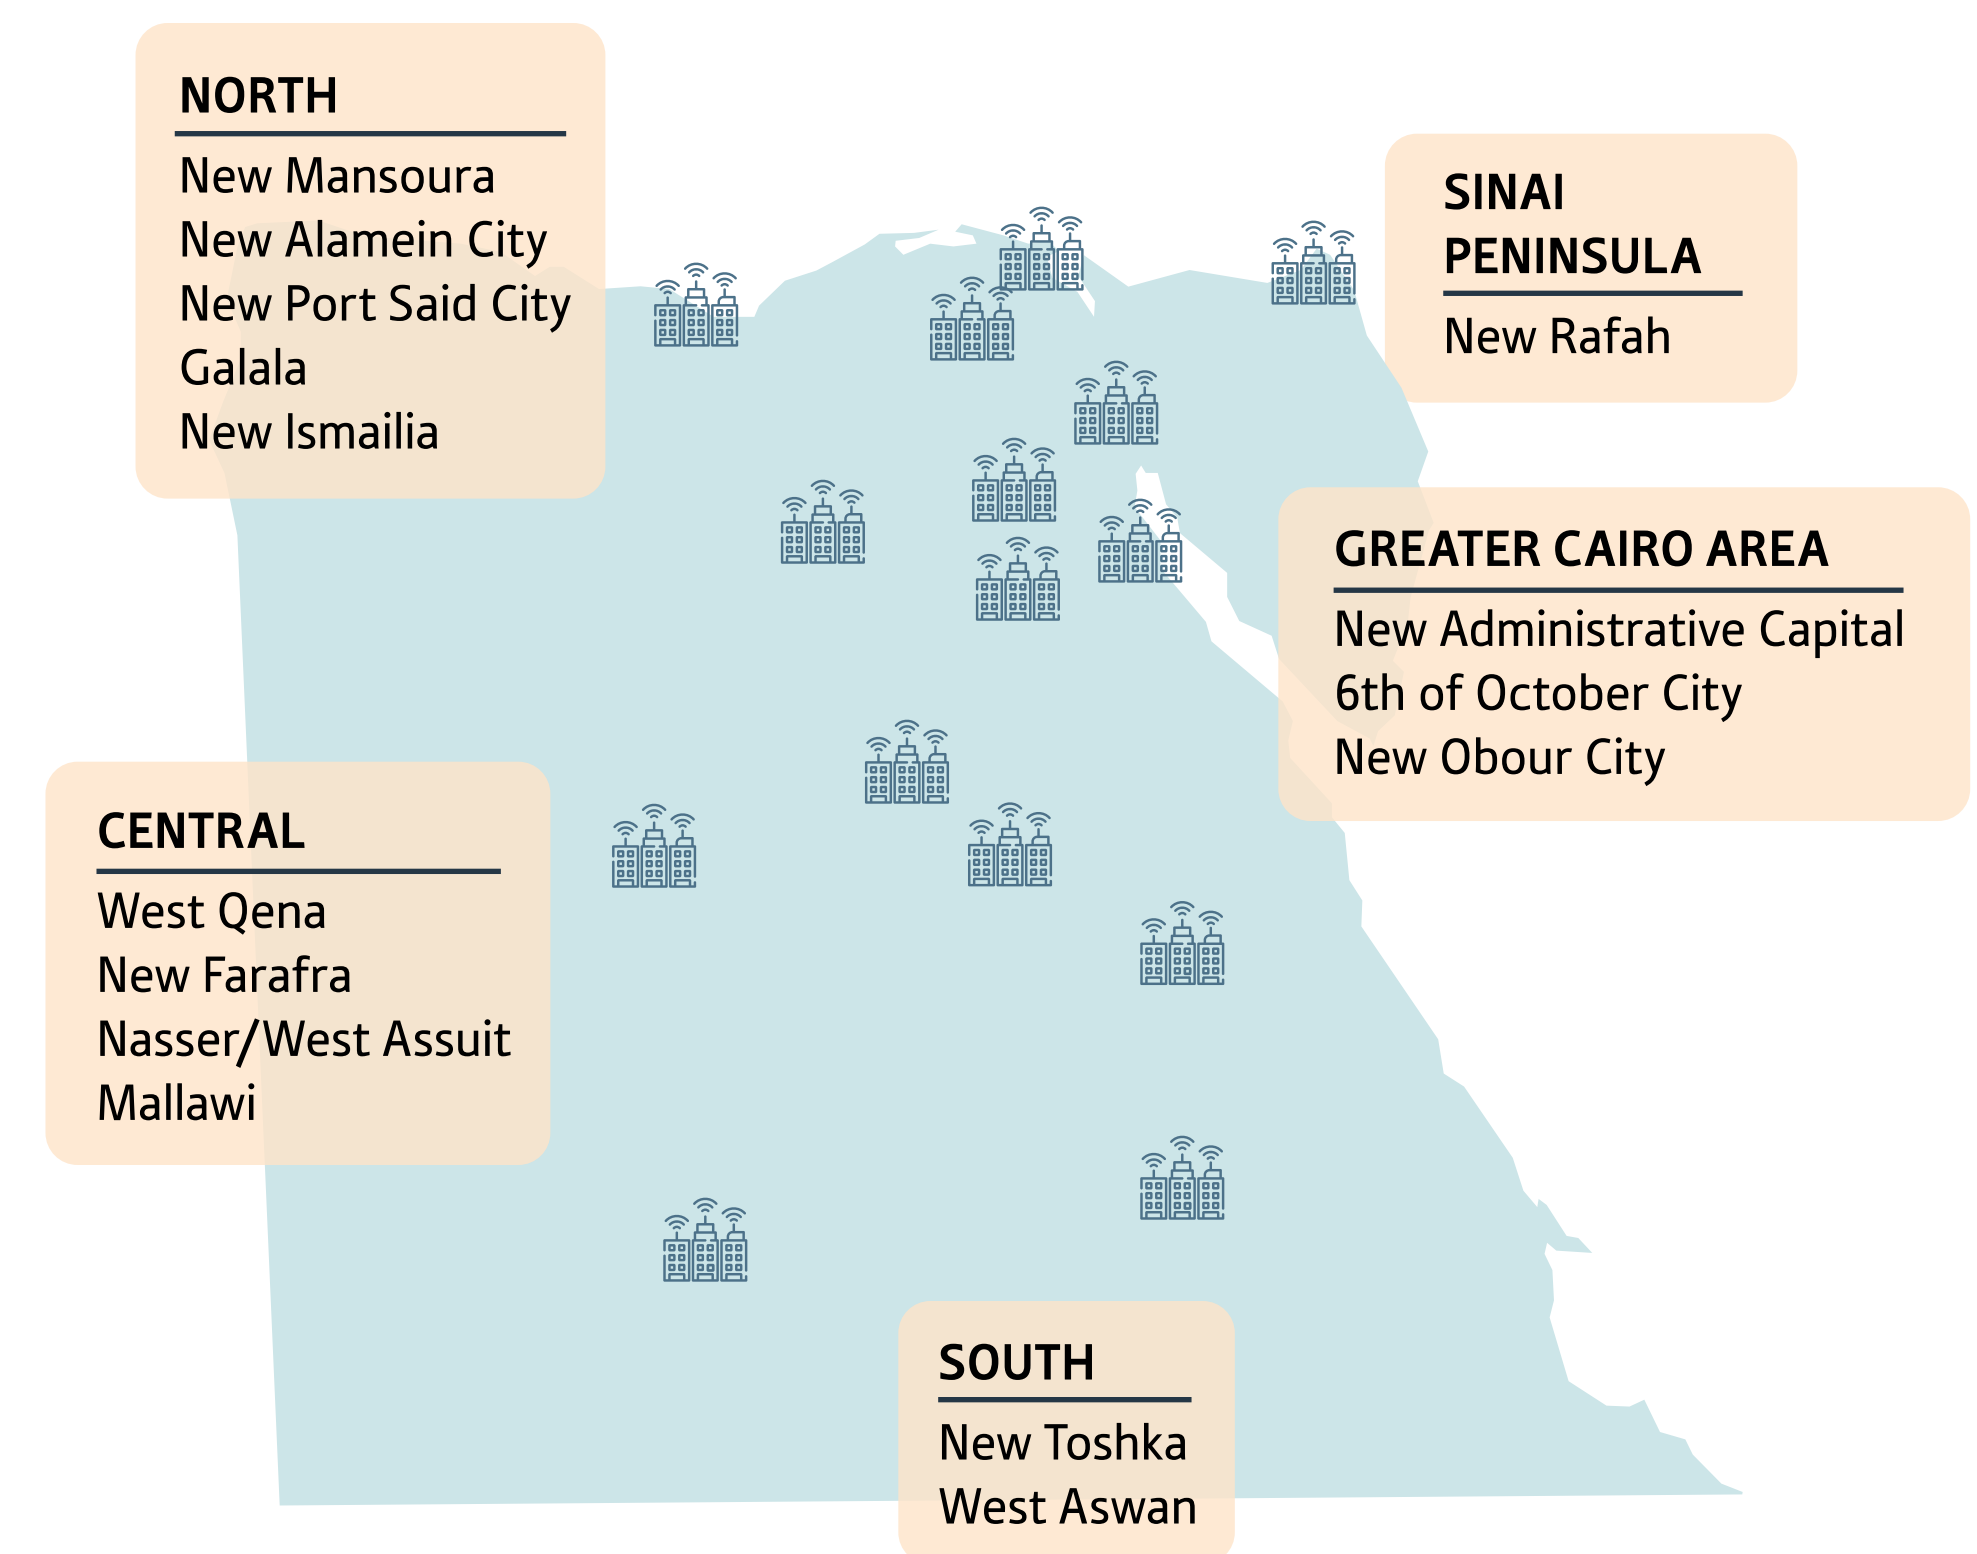 NORTH
New Mansoura
New Alamein City
New Port Said City
Galala
New Ismailia
SINAI
PENINSULA
New Rafah
GREATER CAIRO AREA
New Administrative Capital
6th of October City
New Obour City
CENTRAL
West Qena
New Farafra
Nasser/West Assuit
Mallawi
SOUTH
New Toshka
West Aswan